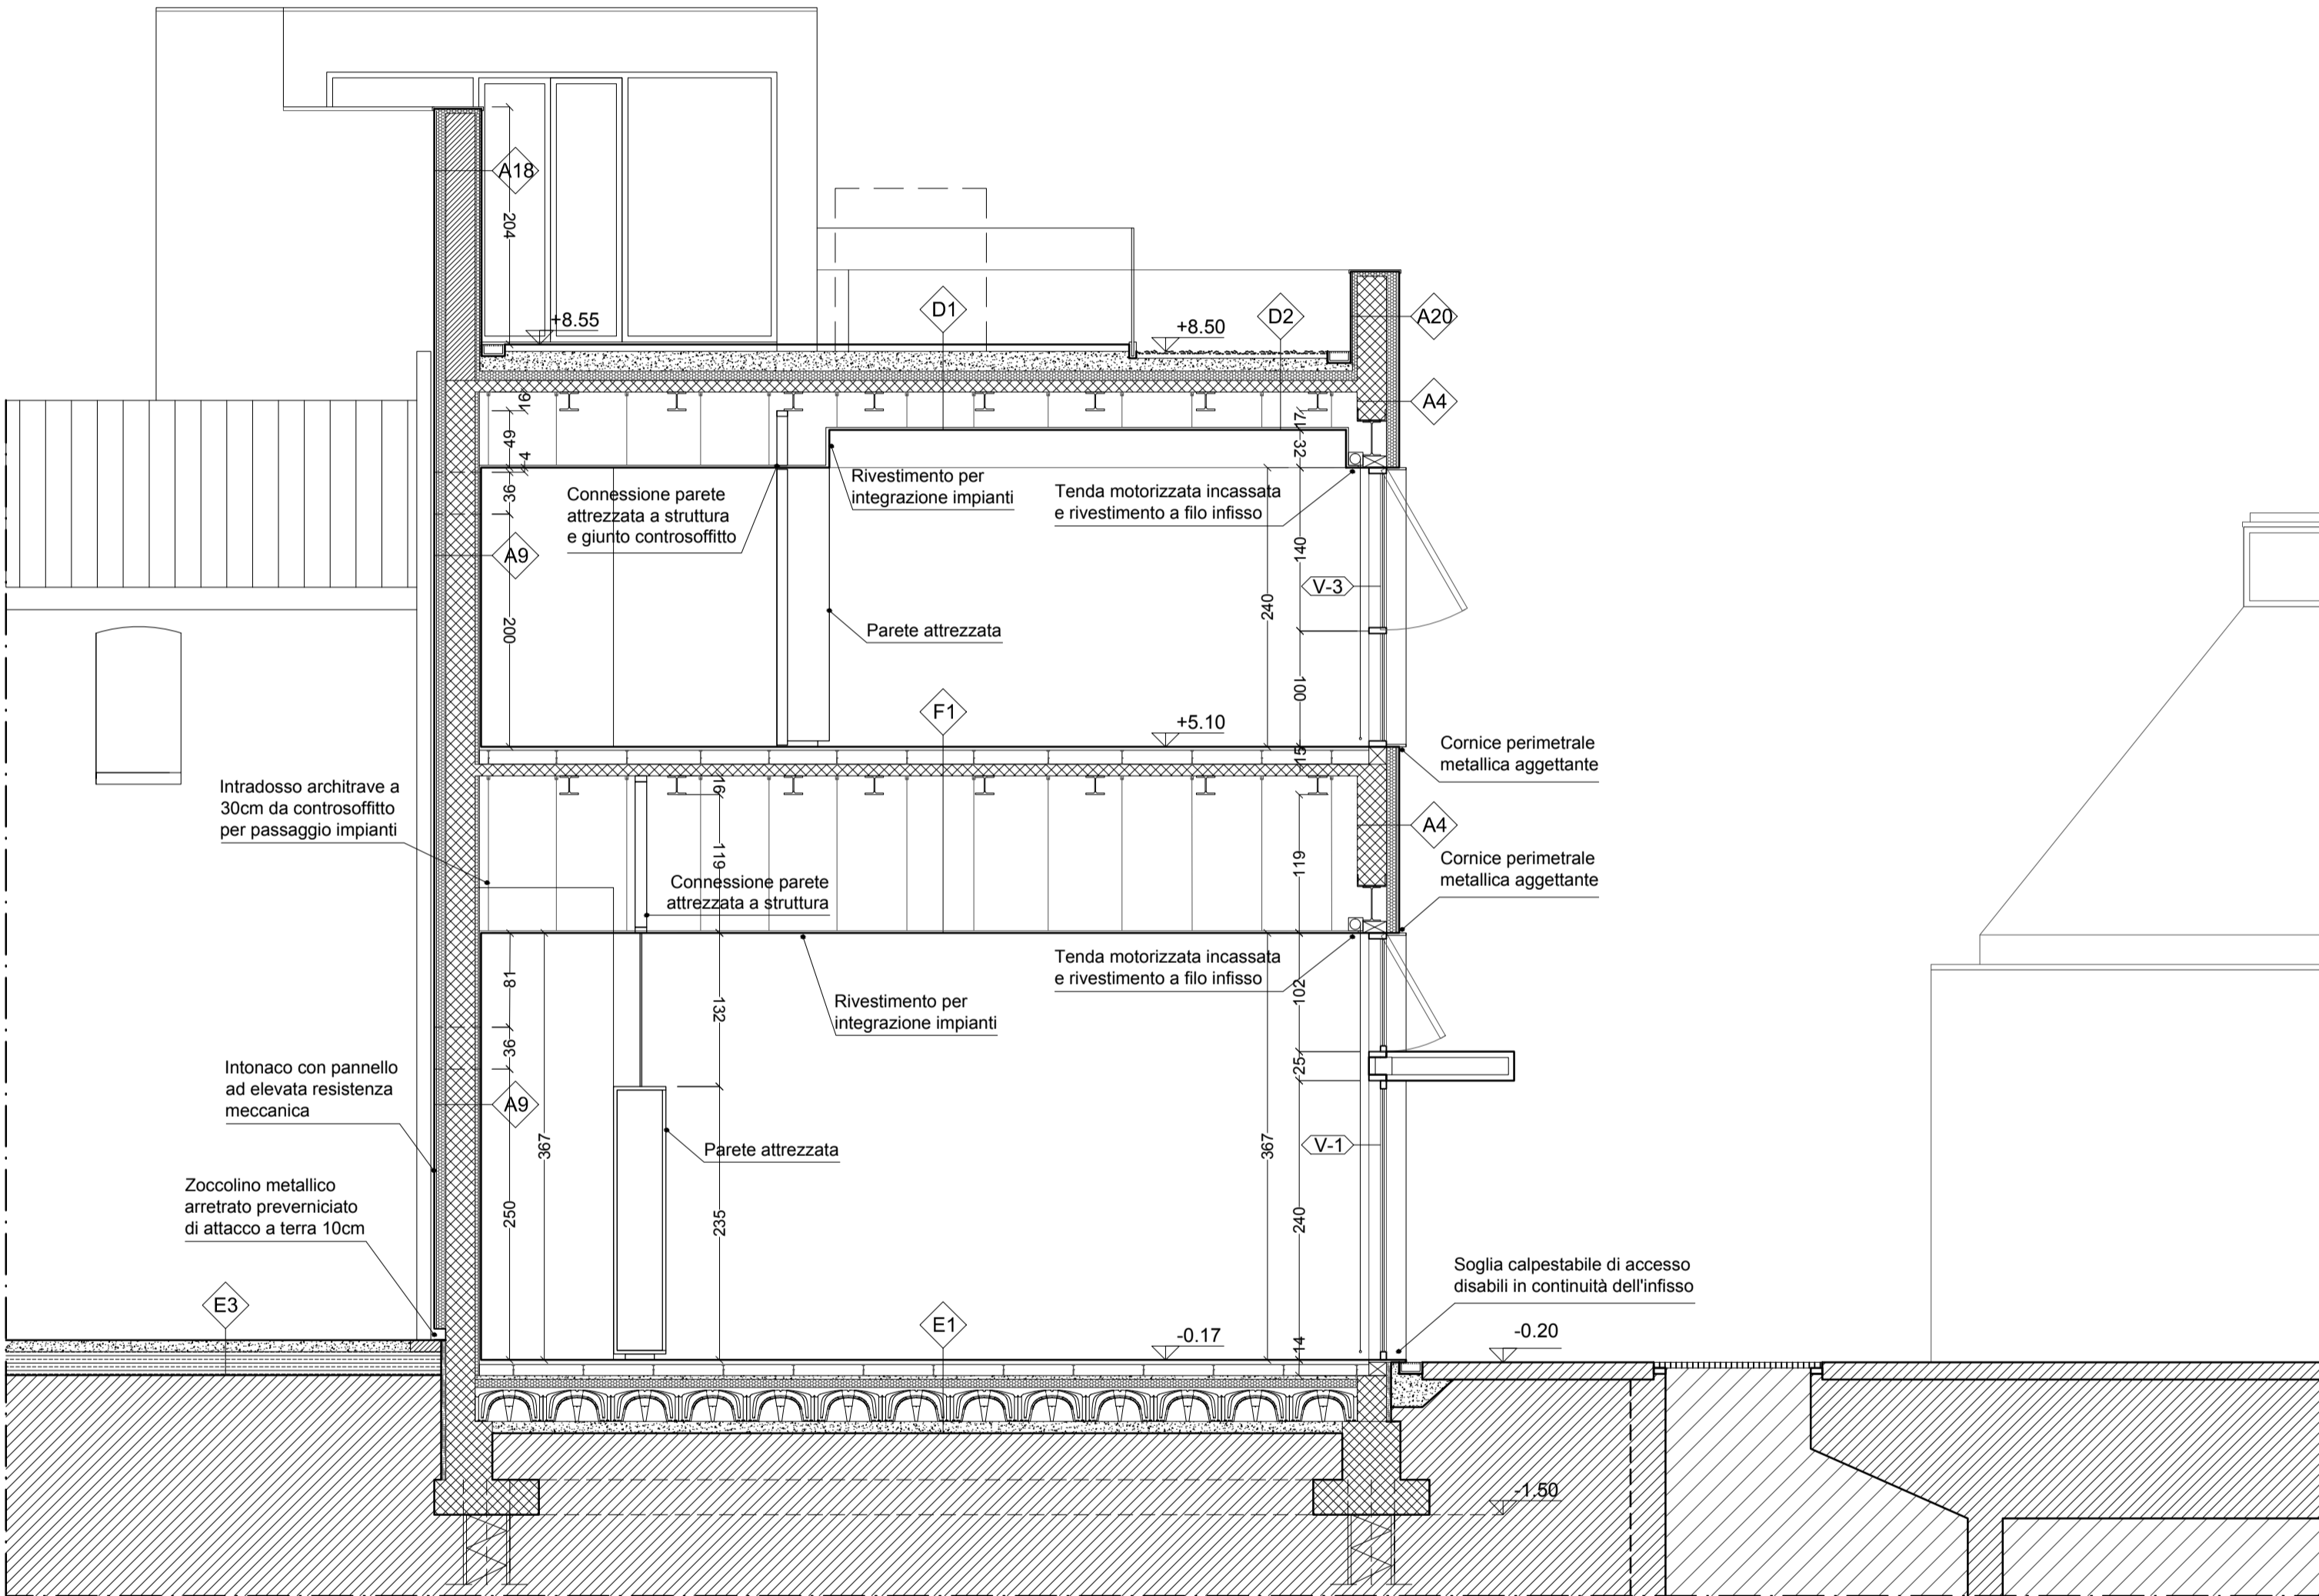 A18
204
+8.55
D1
+8.50
D2
A20
A4
16
49
4
36
17
32
Connessione parete
attrezzata a struttura
e giunto controsoffitto
Rivestimento per
integrazione impianti
Tenda motorizzata incassata
e rivestimento a filo infisso
A9
140
V-3
240
200
Parete attrezzata
100
F1
+5.10
15
Cornice perimetrale
metallica aggettante
Intradosso architrave a
30cm da controsoffitto
per passaggio impianti
16
119
119
A4
Connessione parete
attrezzata a struttura
Cornice perimetrale
metallica aggettante
Tenda motorizzata incassata
e rivestimento a filo infisso
81
132
102
Rivestimento per
integrazione impianti
36
25
Intonaco con pannello
ad elevata resistenza
meccanica
A9
367
Parete attrezzata
367
V-1
Zoccolino metallico
arretrato preverniciato
di attacco a terra 10cm
250
235
240
Soglia calpestabile di accesso
disabili in continuità dell'infisso
E3
E1
-0.17
14
-0.20
-1.50